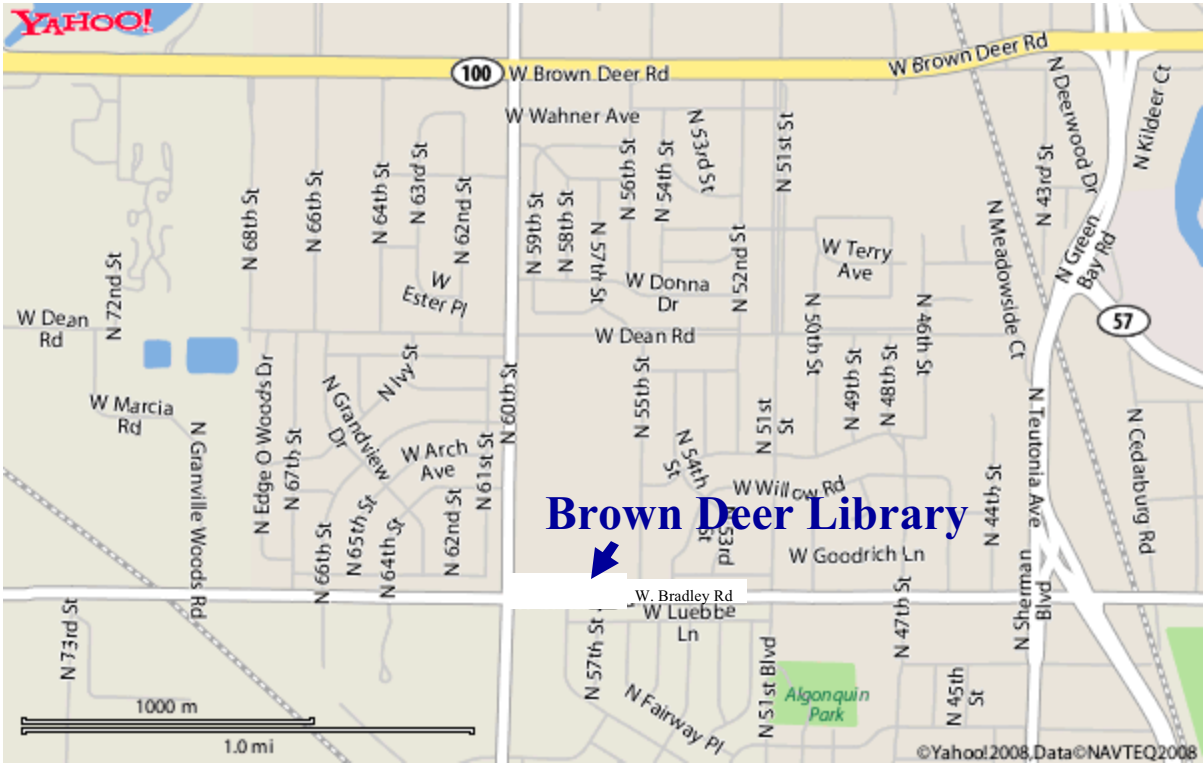 YAHOO!
100
W Brown Deer Rd
W Brown Deer Rd
W Wahner Ave
N Deerwood Dr
N Kildeer Ct
N 53rd St
N 51st St
N 56th St
N 54th St
N 43rd St
N 68th St
N 66th St
N 64th St
N 63rd St
N 62nd St
N 59th St
N 58th St
N 57th St
N 52nd St
N Meadowside Ct
N Green
Bay Rd
W Terry
Ave
N 72nd St
W
Ester Pl
W Donna
Dr
W Dean
Rd
W Dean Rd
N 50th St
N 46th St
57
N Ivy St
N 60th St
N 55th St
N 49th St
N 48th St
N Edge O Woods Dr
N Grandview
Dr
W Marcia
Rd
N 51st
St
N Teutonia Ave
N Cedarburg Rd
N Granville Woods Rd
N 67th St
W Arch
Ave
N 61st St
N 54th
St
W Willow Rd
N 44th St
N 65th St
N 62nd St
Brown Deer Library
N 53rd
St
N 66th St
N 64th St
W Goodrich Ln
N Sherman
Blvd
W. Bradley Rd
W Luebbe
Ln
N 73rd St
N 57th St
N 47th St
N 51st Blvd
N 45th
St
N Fairway Pl
Algonquin
Park
1000 m
1.0 mi
©Yahoo!2008,Data©NAVTEQ2008